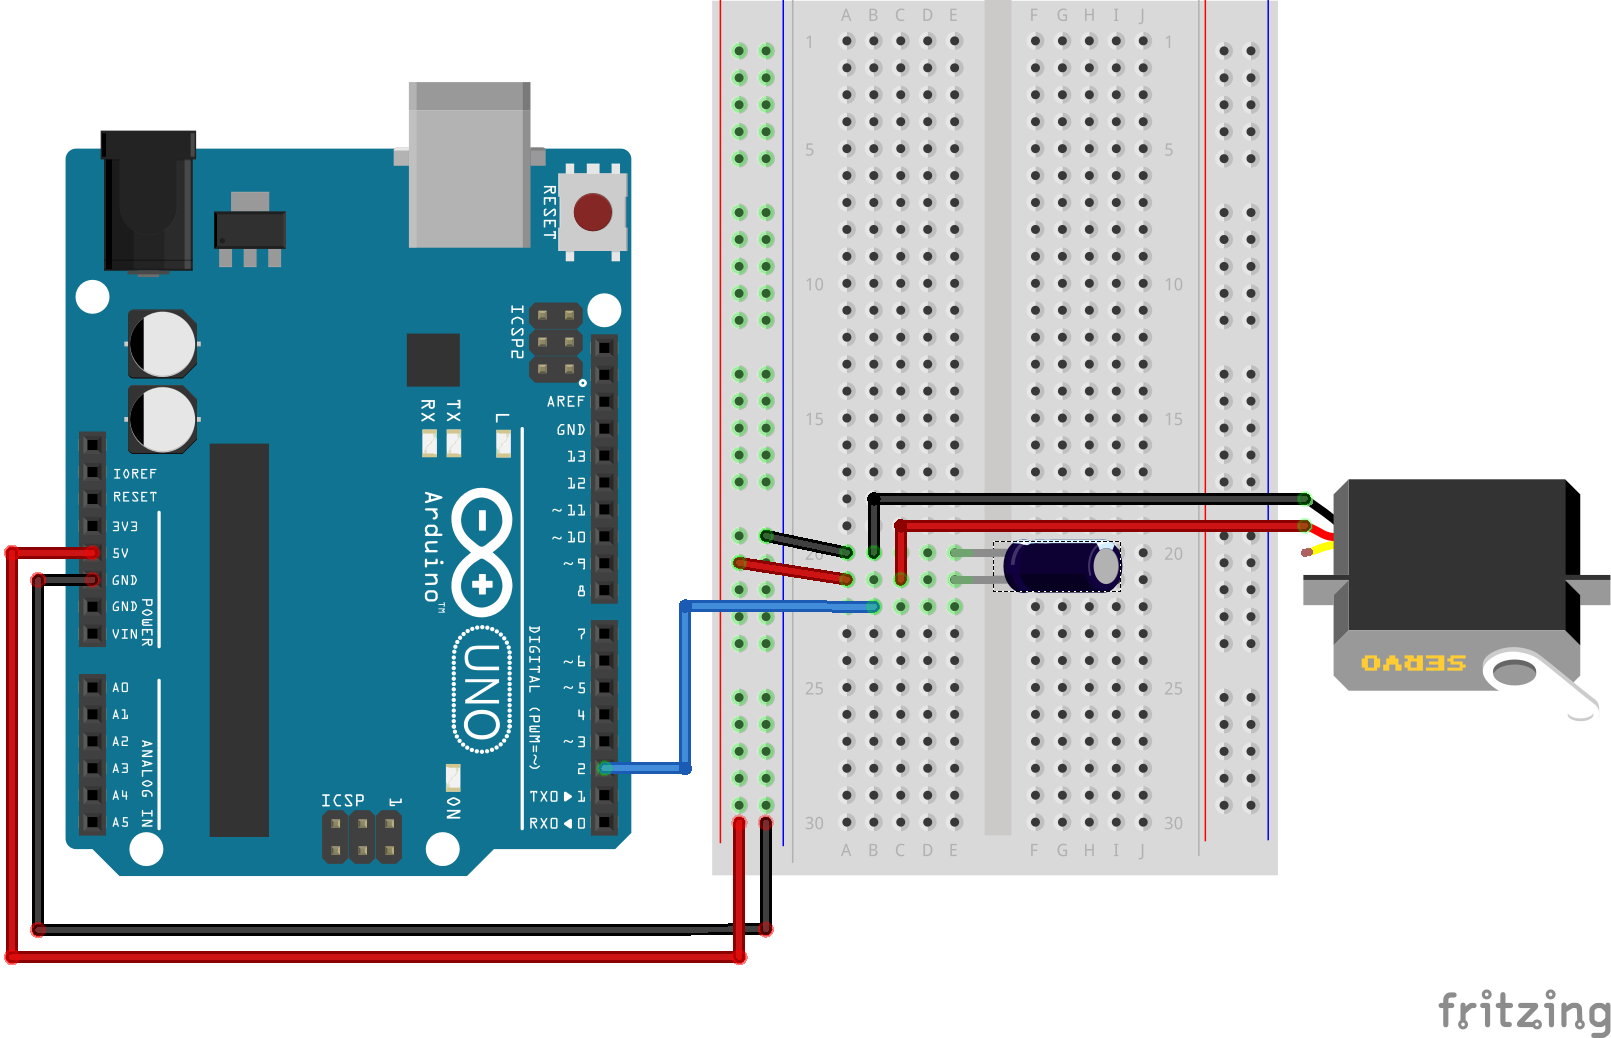 A B C D E F G H I J
1 1
5 5
10 10
15 15
20 20
25 25
30 30
A B C D E F G H I J
RESET
ICSP2
AREF
GND
13
12
~11
~10
~9
8
7
~6
~5
4
~3
2
TX0▶1
RX0◀0
RX
TX
L
Arduino™
UNO
DIGITAL (PWM=~)
IOREF
RESET
3V3
5V
GND
GND
VIN
POWER
A0
A1
A2
A3
A4
A5
ANALOG IN
ICSP 1
ON
SERVO
fritzing